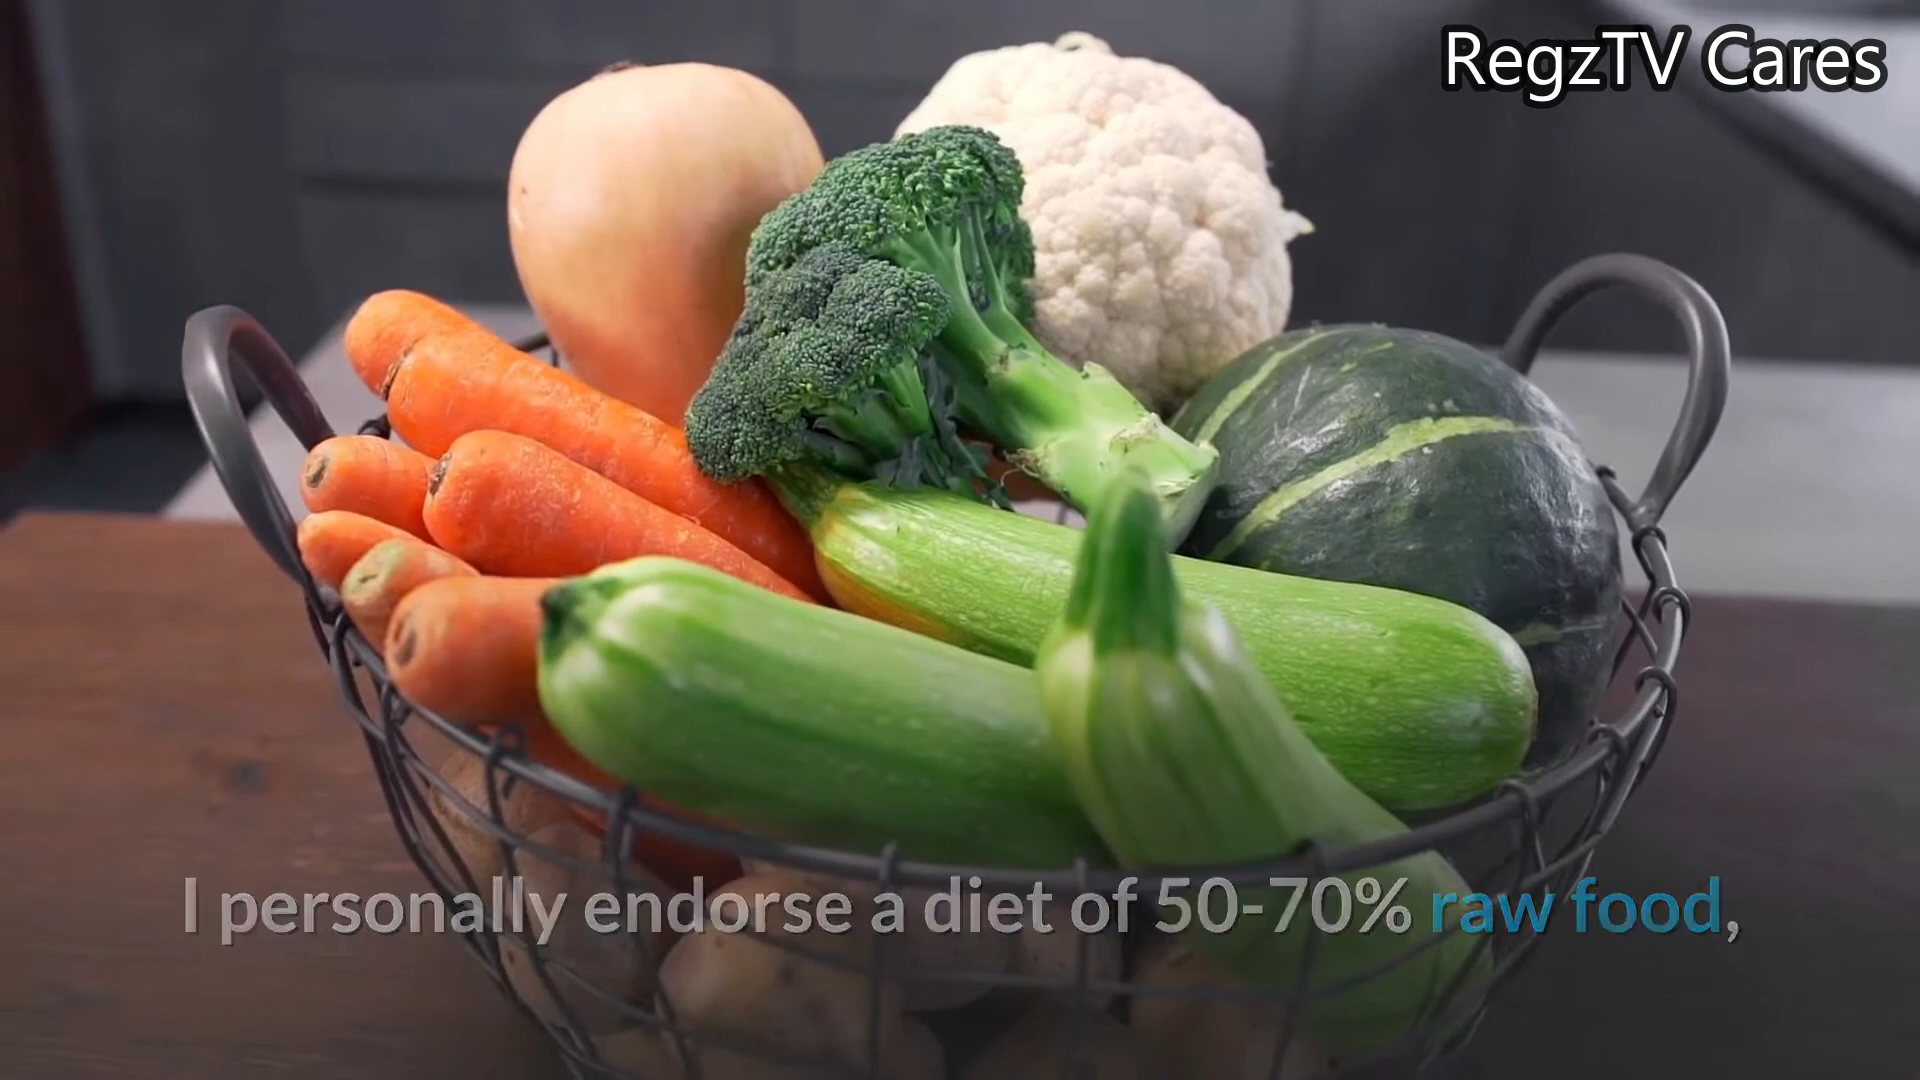 RegzTV Cares
I personally endorse a diet of 50-70% raw food,